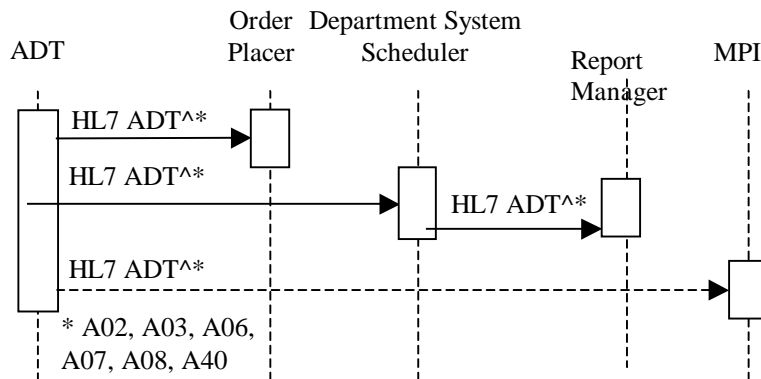 ADT
Order
Placer
Department System
Scheduler
Report
Manager
MPI
HL7 ADT^*
HL7 ADT^*
HL7 ADT^*
HL7 ADT^*
* A02, A03, A06,
A07, A08, A40